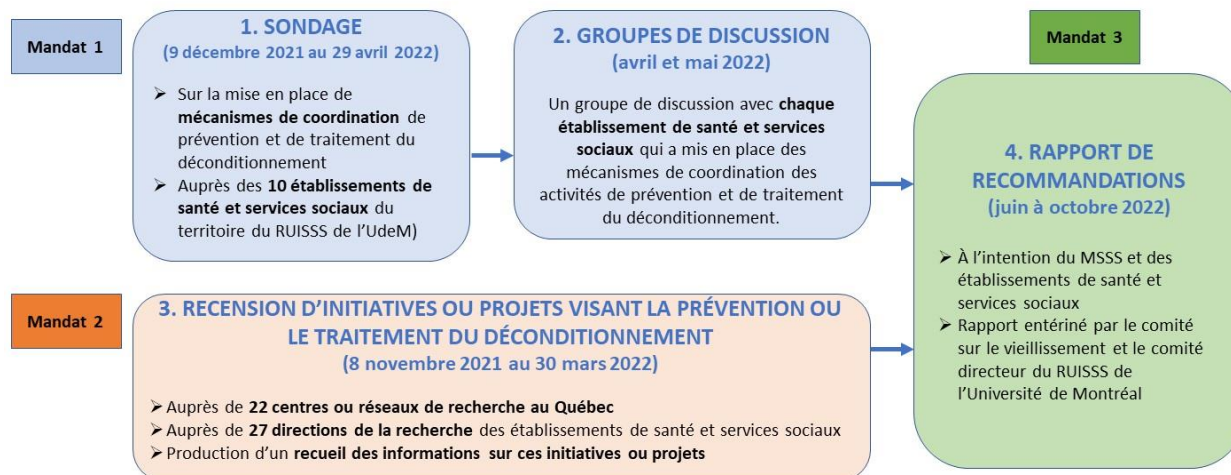 Mandat 1
1. SONDAGE
(9 décembre 2021 au 29 avril 2022)
➢ Sur la mise en place de
mécanismes de coordination de
prévention et de traitement du
déconditionnement
➢ Auprès des 10 établissements de
santé et services sociaux du
territoire du RUISSS de l'UdeM)
2. GROUPES DE DISCUSSION
(avril et mai 2022)
Un groupe de discussion avec chaque
établissement de santé et services
sociaux qui a mis en place des
mécanismes de coordination des
activités de prévention et de traitement
du déconditionnement.
Mandat 2
3. RECENSION D'INITIATIVES OU PROJETS VISANT LA PRÉVENTION OU
LE TRAITEMENT DU DÉCONDITIONNEMENT
(8 novembre 2021 au 30 mars 2022)
➢ Auprès de 22 centres ou réseaux de recherche au Québec
➢ Auprès de 27 directions de la recherche des établissements de santé et services sociaux
➢ Production d'un recueil des informations sur ces initiatives ou projets
Mandat 3
4. RAPPORT DE
RECOMMANDATIONS
(juin à octobre 2022)
➢ À l'intention du MSSS et des
établissements de santé et
services sociaux
➢ Rapport entériné par le comité
sur le vieillissement et le comité
directeur du RUISSS de
l'Université de Montréal